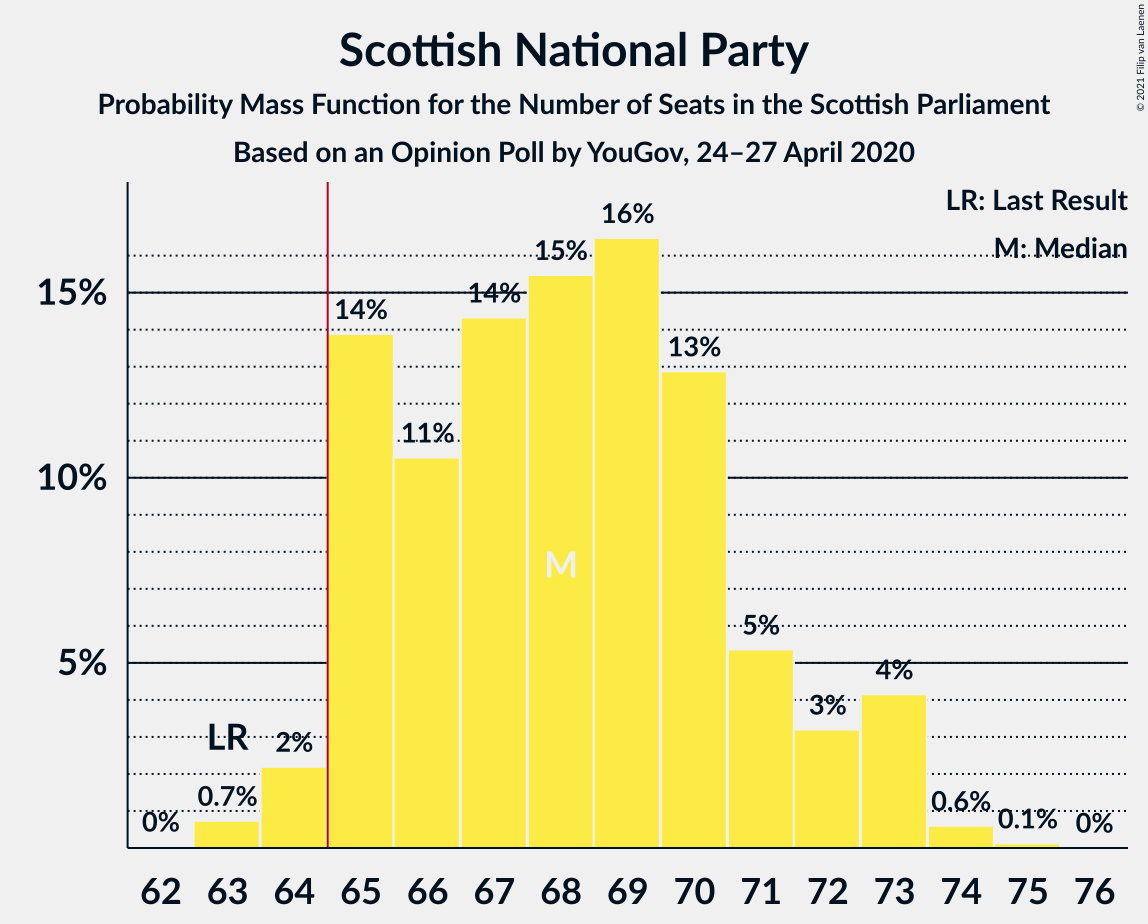 Scottish National Party
Probability Mass Function for the Number of Seats in the Scottish Parliament
Based on an Opinion Poll by YouGov, 24–27 April 2020
© 2021 Filip van Laenen
LR: Last Result
M: Median
15%
10%
5%
0%
0.7%
LR
2%
14%
11%
14%
15%
M
16%
13%
5%
3%
4%
0.6%
0.1%
0%
62 63 64 65 66 67 68 69 70 71 72 73 74 75 76